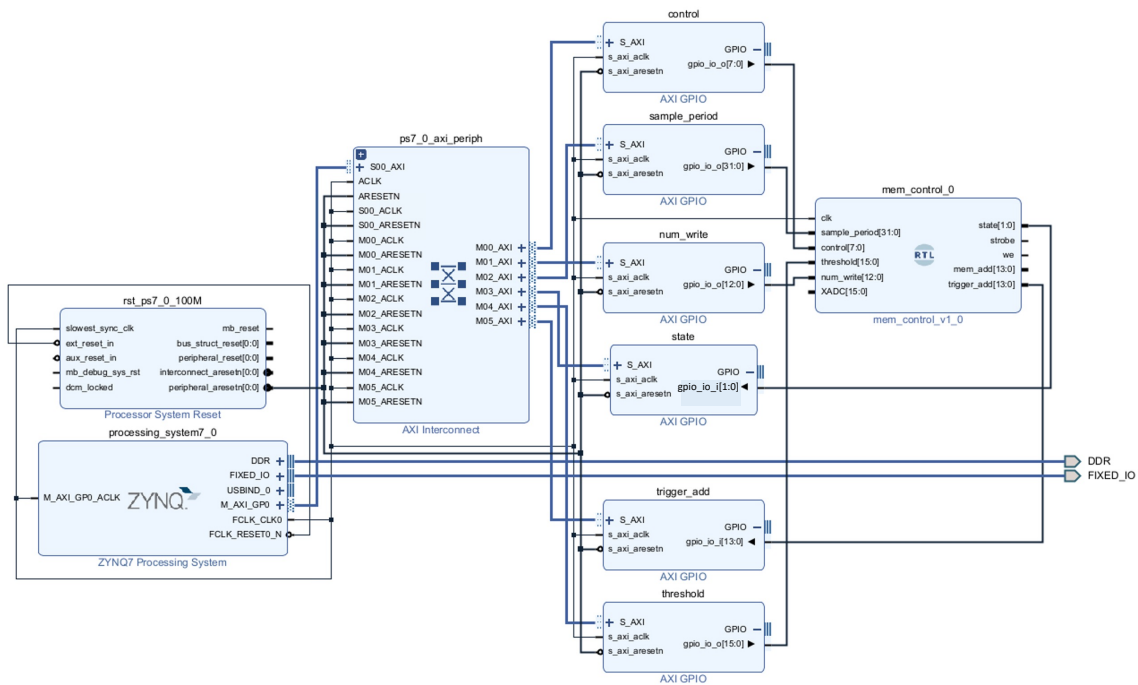 control
S_AXI
s_axi_aclk
s_axi_aresetn
GPIO
gpio_io_o[7:0]
AXI GPIO
sample_period
S_AXI
s_axi_aclk
s_axi_aresetn
GPIO
gpio_io_o[31:0]
AXI GPIO
ps7_0_axi_periph
S00_AXI
ACLK
ARESETN
S00_ACLK
S00_ARESETN
M00_ACLK
M00_ARESETN
M01_ACLK
M01_ARESETN
M02_ACLK
M02_ARESETN
M03_ACLK
M03_ARESETN
M04_ACLK
M04_ARESETN
M05_ACLK
M05_ARESETN
M00_AXI
M01_AXI
M02_AXI
M03_AXI
M04_AXI
M05_AXI
AXI Interconnect
mem_control_0
clk
sample_period[31:0]
control[7:0]
threshold[15:0]
num_write[12:0]
XADC[15:0]
RTL
state[1:0]
strobe
we
mem_add[13:0]
trigger_add[13:0]
mem_control_v1_0
num_write
S_AXI
s_axi_aclk
s_axi_aresetn
GPIO
gpio_io_o[12:0]
AXI GPIO
rst_ps7_0_100M
slowest_sync_clk
ext_reset_in
aux_reset_in
mb_debug_sys_rst
dcm_locked
mb_reset
bus_struct_reset[0:0]
peripheral_reset[0:0]
interconnect_aresetn[0:0]
peripheral_aresetn[0:0]
Processor System Reset
state
S_AXI
s_axi_aclk
s_axi_aresetn
GPIO
gpio_io_i[1:0]
AXI GPIO
processing_system7_0
M_AXI_GP0_ACLK
ZYNQ
DDR
FIXED_IO
USBIND_0
M_AXI_GP0
FCLK_CLK0
FCLK_RESET0_N
ZYNQ7 Processing System
DDR
FIXED_IO
trigger_add
S_AXI
s_axi_aclk
s_axi_aresetn
GPIO
gpio_io_i[13:0]
AXI GPIO
threshold
S_AXI
s_axi_aclk
s_axi_aresetn
GPIO
gpio_io_o[15:0]
AXI GPIO